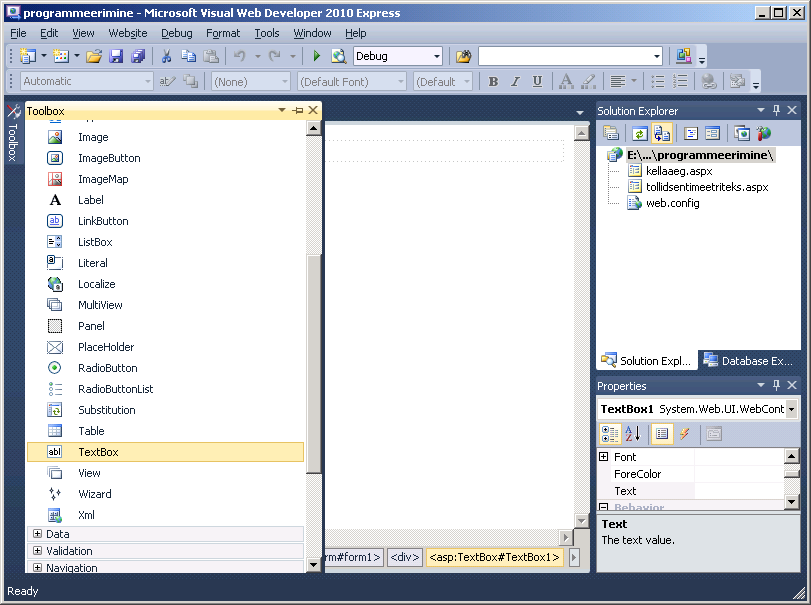 programmeerimine - Microsoft Visual Web Developer 2010 Express
File Edit View Website Debug Format Tools Window Help
Debug
Automatic (None) (Default Font) (Default B I U A
Toolbox
Toolbox
Image
ImageButton
ImageMap
A Label
LinkButton
ListBox
Literal
Localize
MultiView
Panel
PlaceHolder
RadioButton
RadioButtonList
Substitution
Table
abl TextBox
View
Wizard
Xml
Data
Validation
Navigation
rm#form1> <div> <asp:TextBox#TextBox1>
Solution Explorer
E:\...\programmeerimine\
kellaaeg.aspx
tollidsentimeetriteks.aspx
web.config
Solution Expl... Database Ex...
Properties
TextBox1 System.Web.UI.WebCont
Font
ForeColor
Text
Behavior
Text
The text value.
Ready